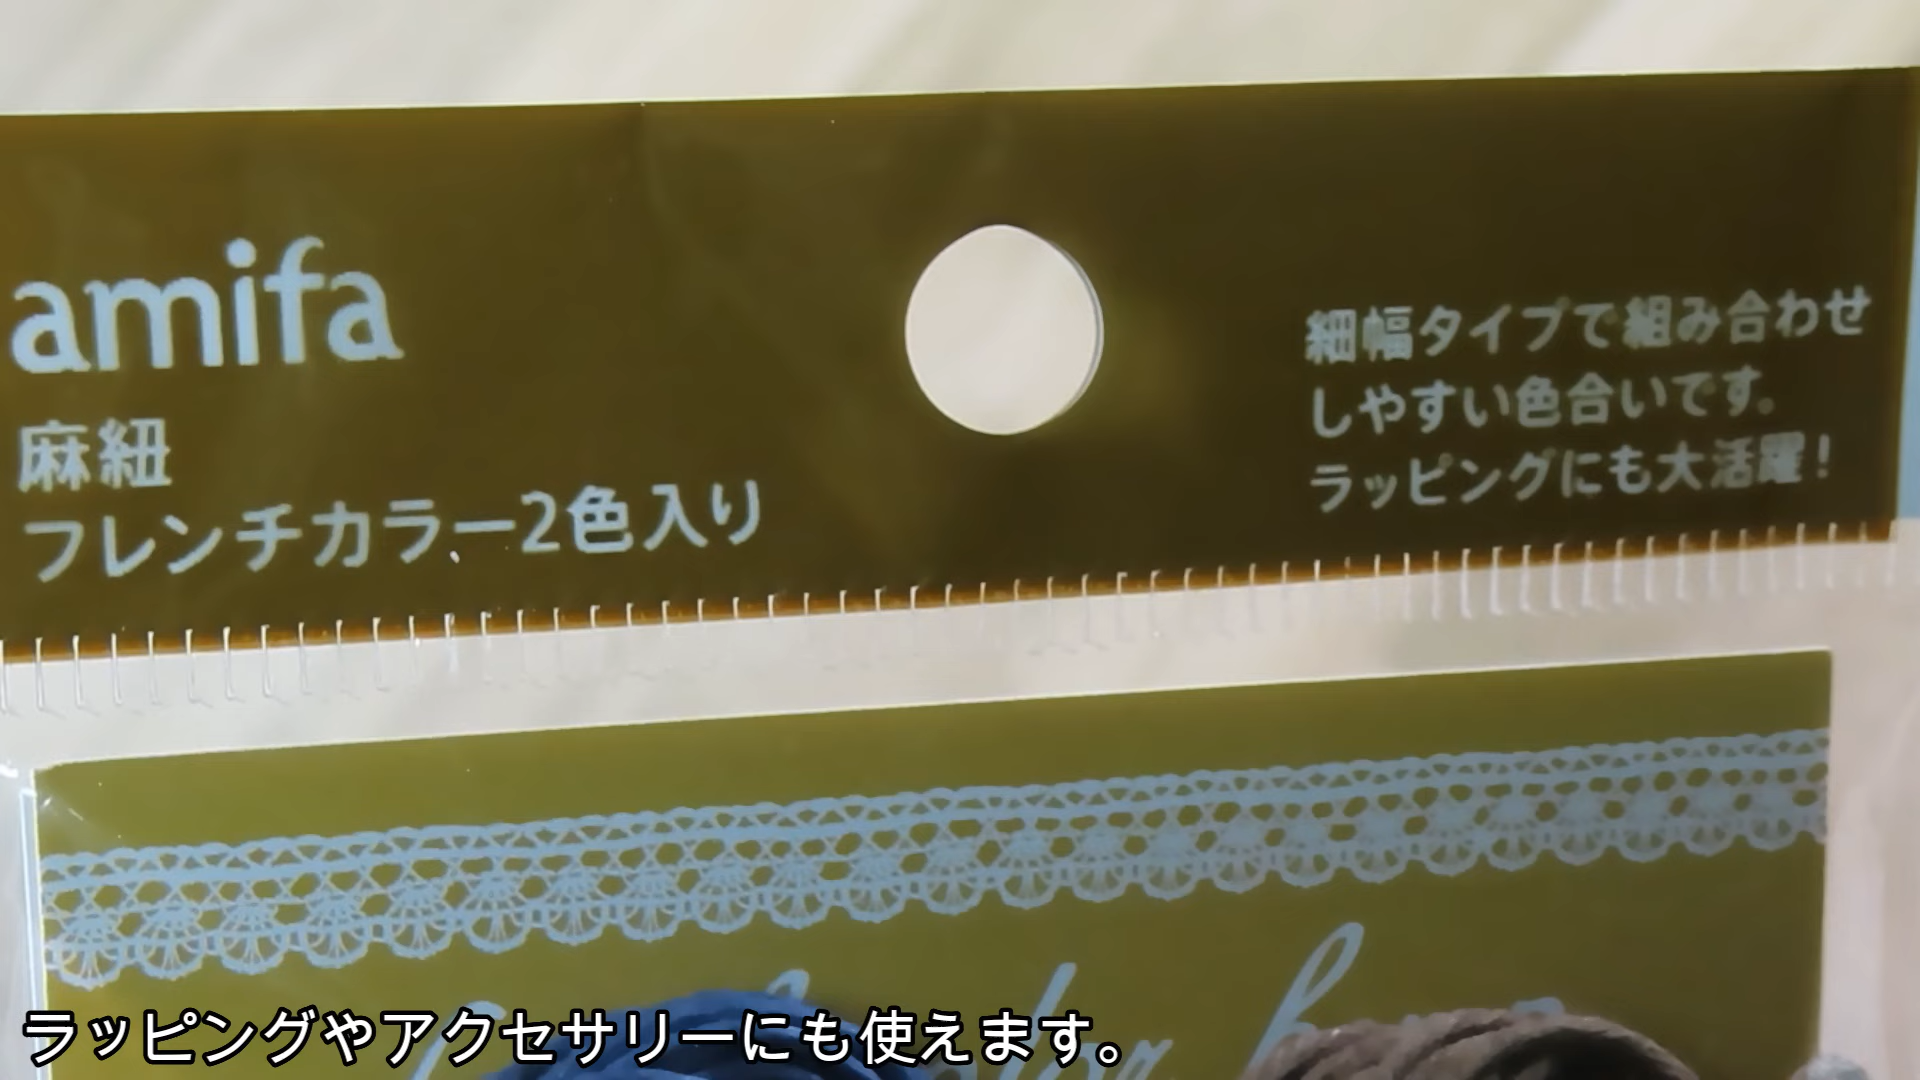 amifa
麻紐
フレンチカラー2色入り
細幅タイプで組み合わせ
しやすい色合いです。
ラッピングにも大活躍!
ラッピングやアクセサリーにも使えます。